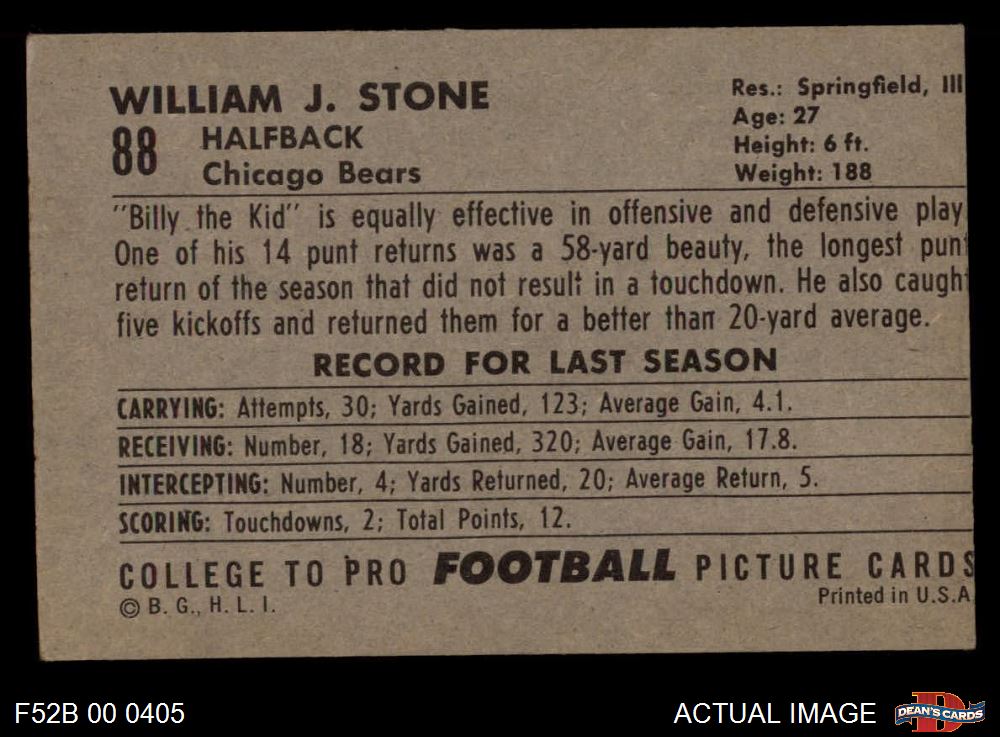 WILLIAM J. STONE
88 HALFBACK
Chicago Bears
Res.: Springfield, Ill
Age: 27
Height: 6 ft.
Weight: 188
"Billy the Kid" is equally effective in offensive and defensive play
One of his 14 punt returns was a 58-yard beauty, the longest punt
return of the season that did not result in a touchdown. He also caught
five kickoffs and returned them for a better than 20-yard average.
RECORD FOR LAST SEASON
CARRYING: Attempts, 30; Yards Gained, 123; Average Gain, 4.1.
RECEIVING: Number, 18; Yards Gained, 320; Average Gain, 17.8.
INTERCEPTING: Number, 4; Yards Returned, 20; Average Return, 5.
SCORING: Touchdowns, 2; Total Points, 12.
COLLEGE TO PRO FOOTBALL PICTURE CARDS
© B. G., H. L. I.
Printed in U.S.A
F52B 00 0405
ACTUAL IMAGE
D
DEAN'S CARDS